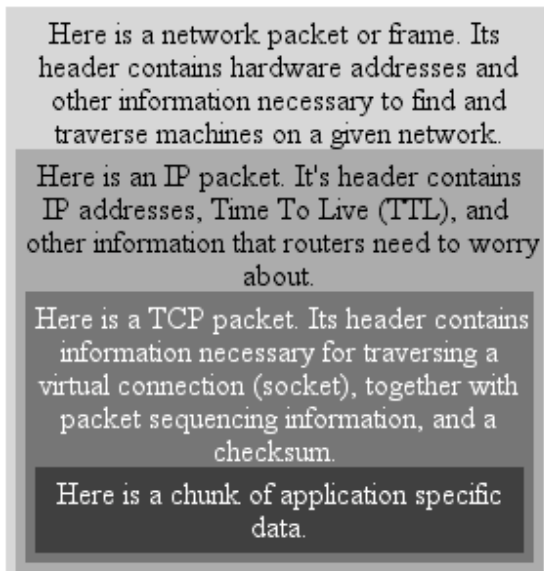 Here is a network packet or frame. Its
header contains hardware addresses and
other information necessary to find and
traverse machines on a given network.
Here is an IP packet. It's header contains
IP addresses, Time To Live (TTL), and
other information that routers need to worry
about.
Here is a TCP packet. Its header contains
information necessary for traversing a
virtual connection (socket), together with
packet sequencing information, and a
checksum.
Here is a chunk of application specific
data.